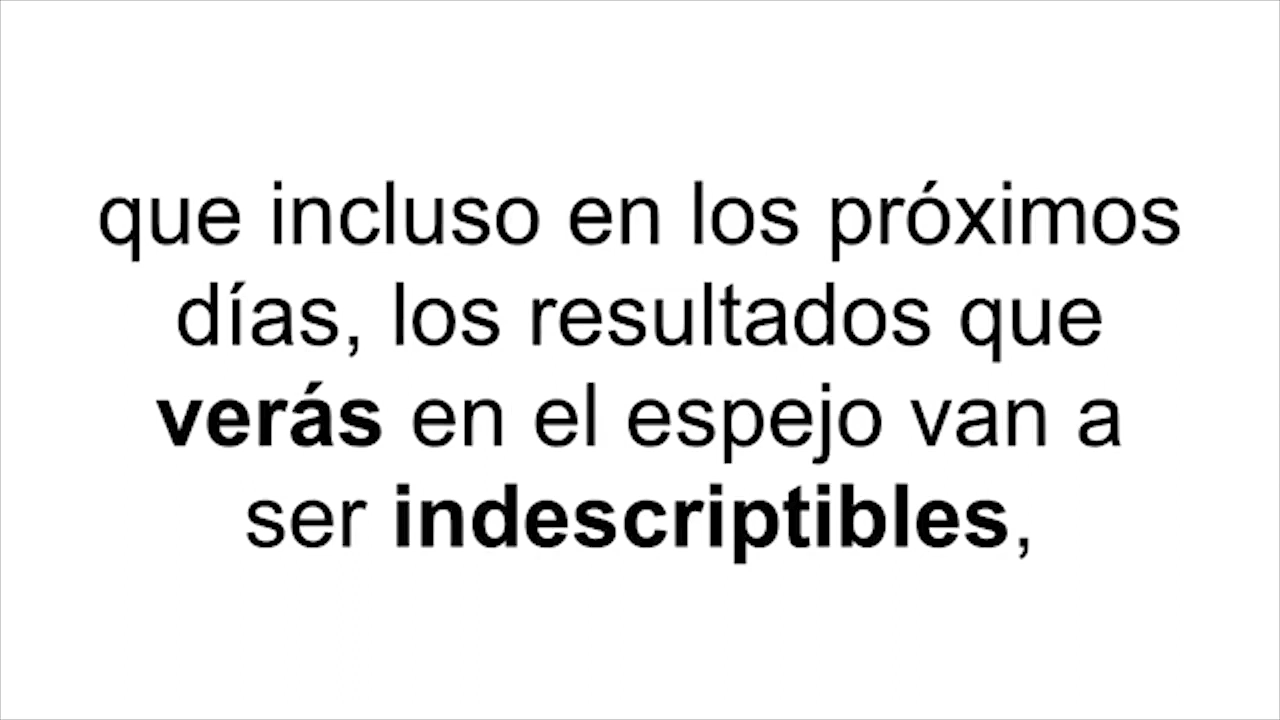 que incluso en los próximos
días, los resultados que
verás en el espejo van a
ser indescriptibles,